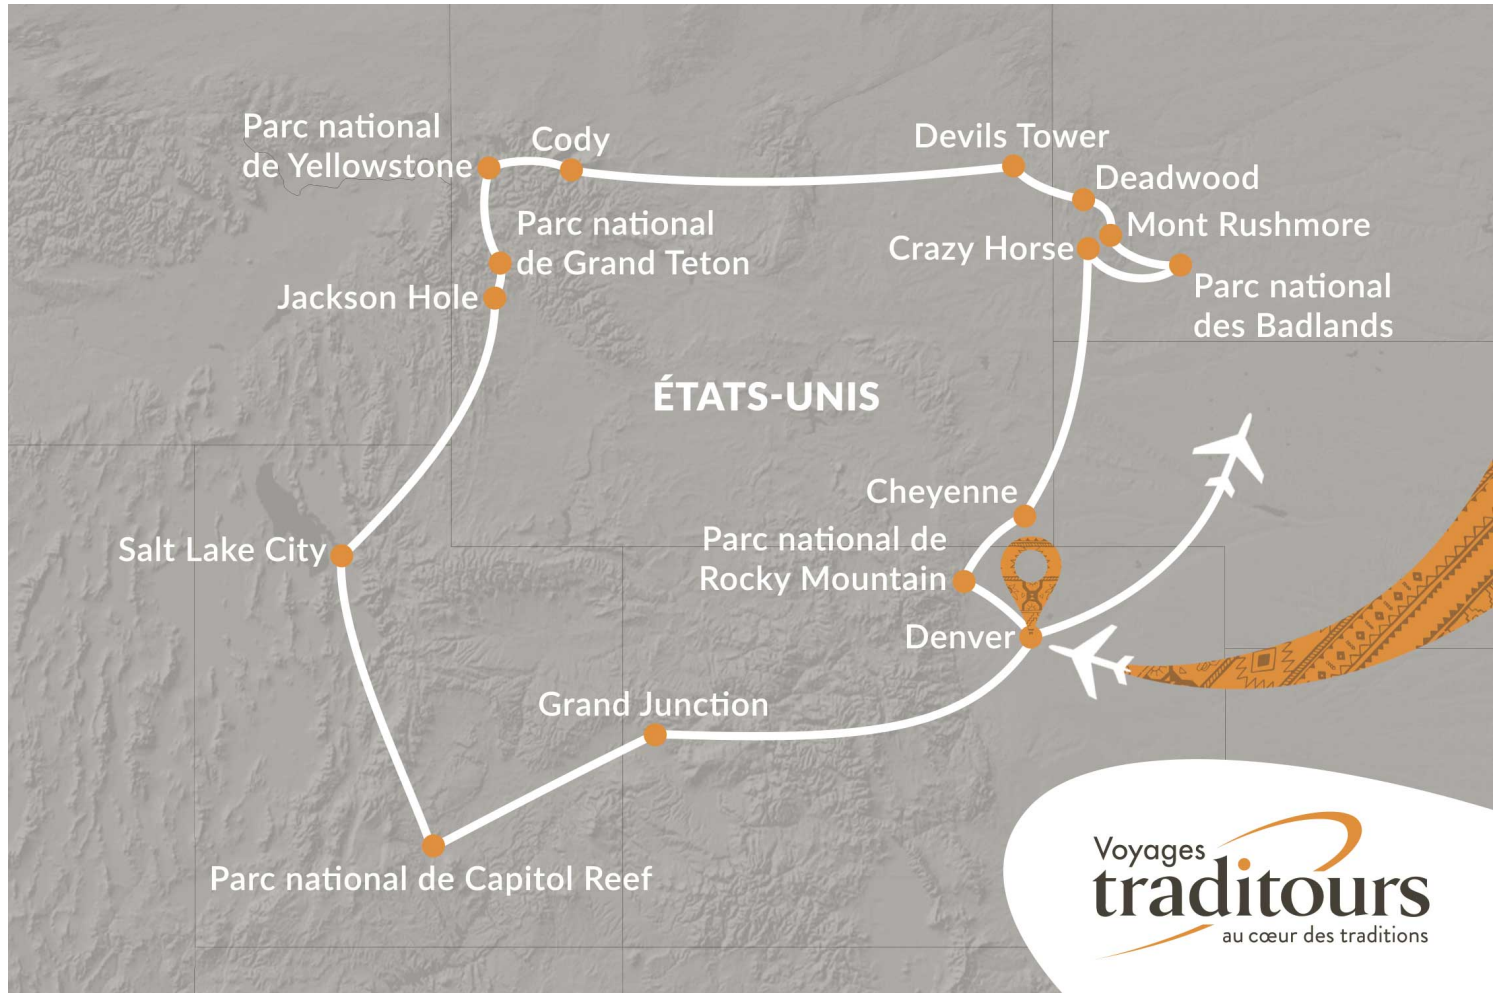 Parc national
de Yellowstone
Cody
Devils Tower
Deadwood
Mont Rushmore
Crazy Horse
Parc national
des Badlands
Parc national
de Grand Teton
Jackson Hole
ÉTATS-UNIS
Cheyenne
Parc national de
Rocky Mountain
Salt Lake City
Denver
Grand Junction
Parc national de Capitol Reef
Voyages
traditours
au cœur des traditions